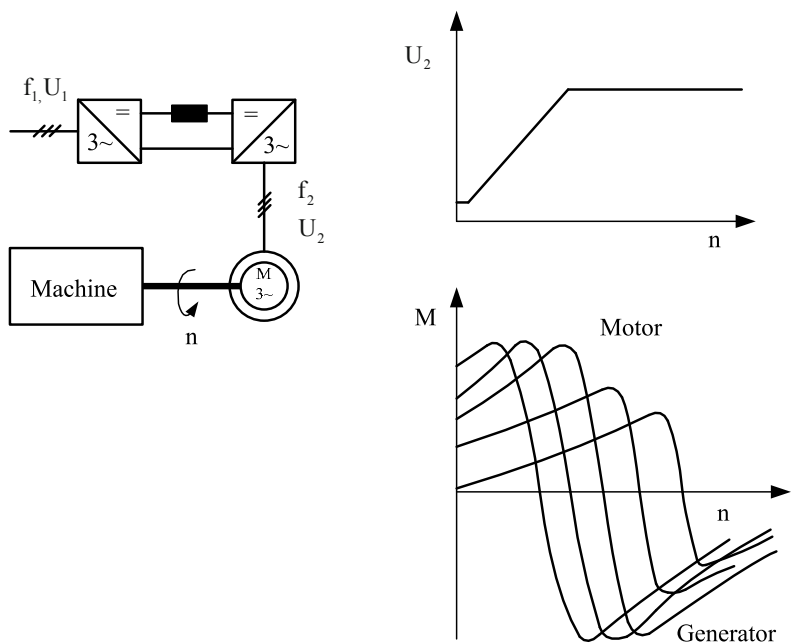 f₁,U₁
=
3~
=
3~
f₂
U₂
Machine
M
3~
n
U₂
n
M
Motor
n
Generator